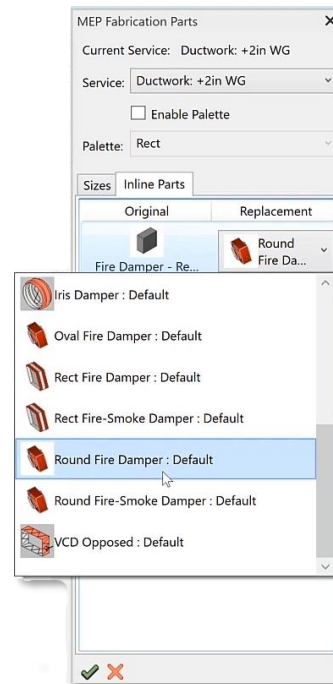 MEP Fabrication Parts
Current Service: Ductwork: +2in WG
Service: Ductwork: +2in WG
Enable Palette
Palette: Rect
Sizes Inline Parts
Original Replacement
Fire Damper - Re...
Round
Fire Da...
Iris Damper : Default
Oval Fire Damper : Default
Rect Fire Damper : Default
Rect Fire-Smoke Damper : Default
Round Fire Damper : Default
Round Fire-Smoke Damper : Default
VCD Opposed : Default